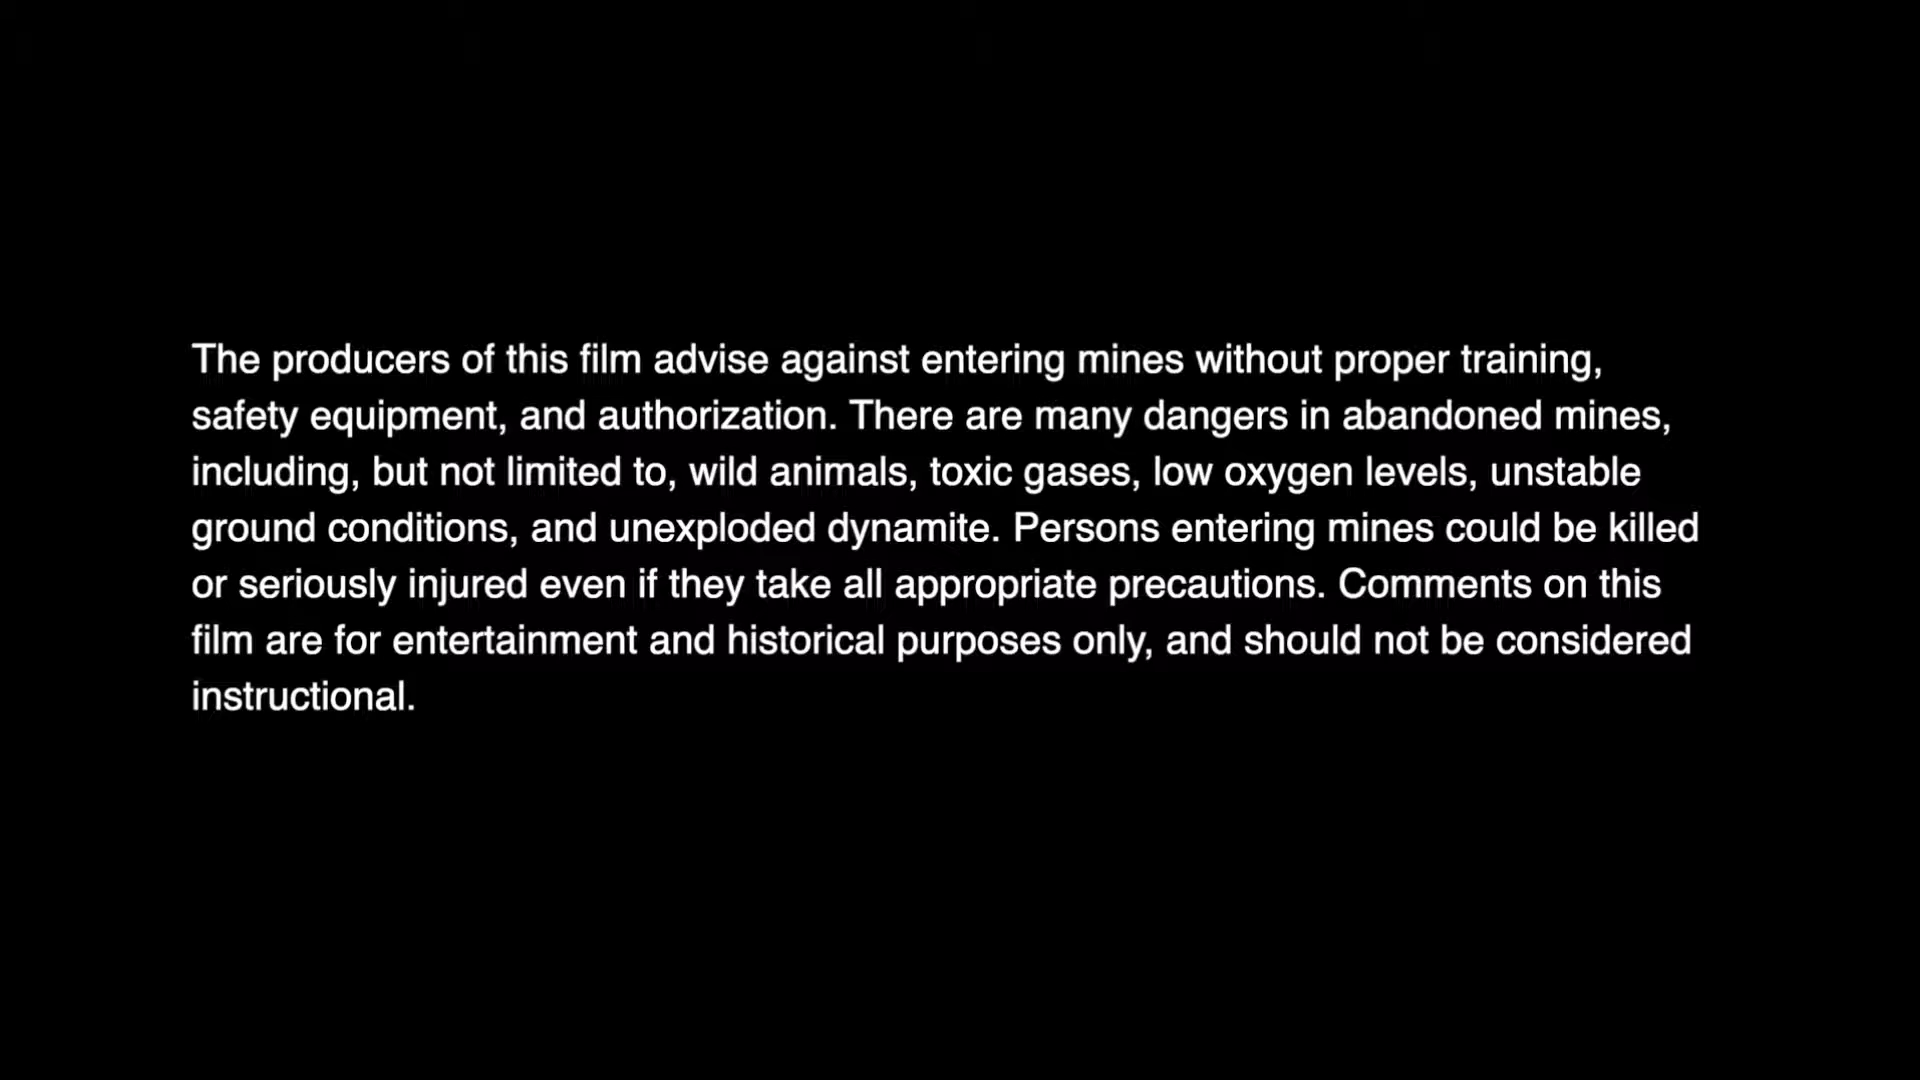 The producers of this film advise against entering mines without proper training,
safety equipment, and authorization. There are many dangers in abandoned mines,
including, but not limited to, wild animals, toxic gases, low oxygen levels, unstable
ground conditions, and unexploded dynamite. Persons entering mines could be killed
or seriously injured even if they take all appropriate precautions. Comments on this
film are for entertainment and historical purposes only, and should not be considered
instructional.